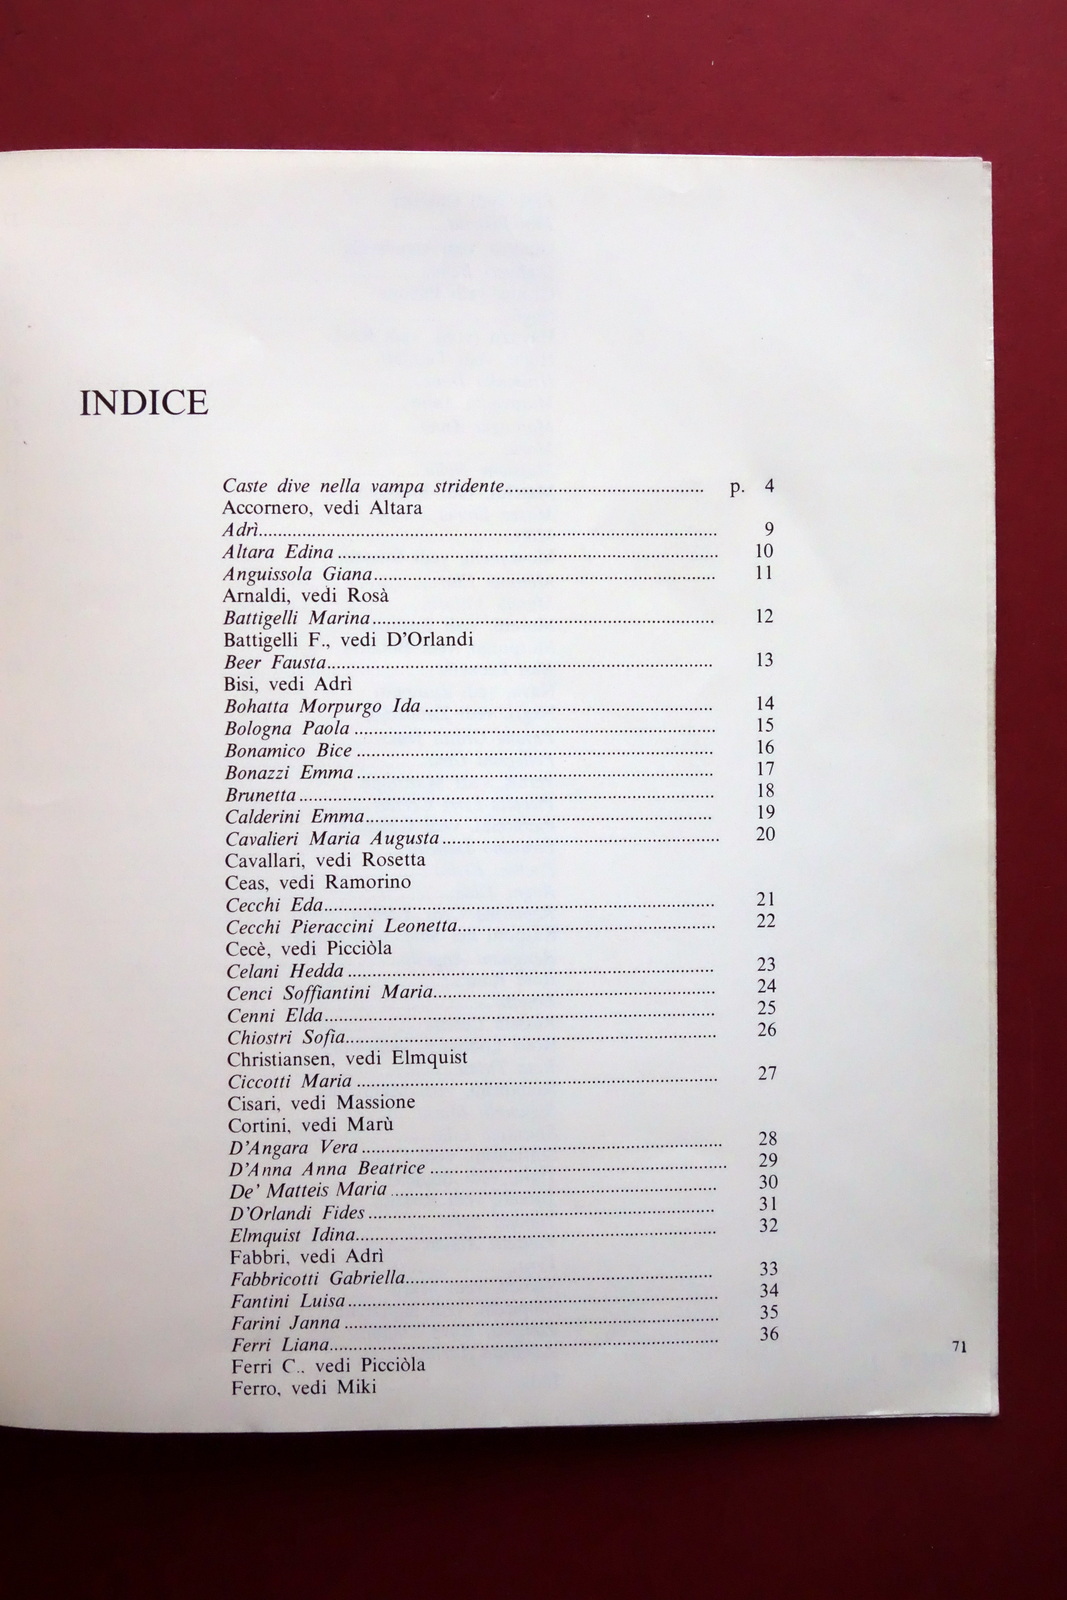 INDICE
Caste dive nella vampa stridente........................................ p. 4
Accornero, vedi Altara
Adrì........................................ 9
Altara Edina ........................................ 10
Anguissola Giana........................................ 11
Arnaldi, vedi Rosà
Battigelli Marina........................................ 12
Battigelli F., vedi D'Orlandi
Beer Fausta........................................ 13
Bisi, vedi Adrì
Bohatta Morpurgo Ida ........................................ 14
Bologna Paola ........................................ 15
Bonamico Bice ........................................ 16
Bonazzi Emma ........................................ 17
Brunetta ........................................ 18
Calderini Emma........................................ 19
Cavalieri Maria Augusta ........................................ 20
Cavallari, vedi Rosetta
Ceas, vedi Ramorino
Cecchi Eda........................................ 21
Cecchi Pieraccini Leonetta........................................ 22
Cecè, vedi Picciòla
Celani Hedda ........................................ 23
Cenci Soffiantini Maria........................................ 24
Cenni Elda........................................ 25
Chiostri Sofia........................................ 26
Christiansen, vedi Elmquist
Ciccotti Maria ........................................ 27
Cisari, vedi Massione
Cortini, vedi Marù
D'Angara Vera ........................................ 28
D'Anna Anna Beatrice ........................................ 29
De' Matteis Maria ........................................ 30
D'Orlandi Fides ........................................ 31
Elmquist Idina........................................ 32
Fabbri, vedi Adrì
Fabbricotti Gabriella........................................ 33
Fantini Luisa ........................................ 34
Farini Janna ........................................ 35
Ferri Liana........................................ 36
Ferri C., vedi Picciòla
Ferro, vedi Miki
71